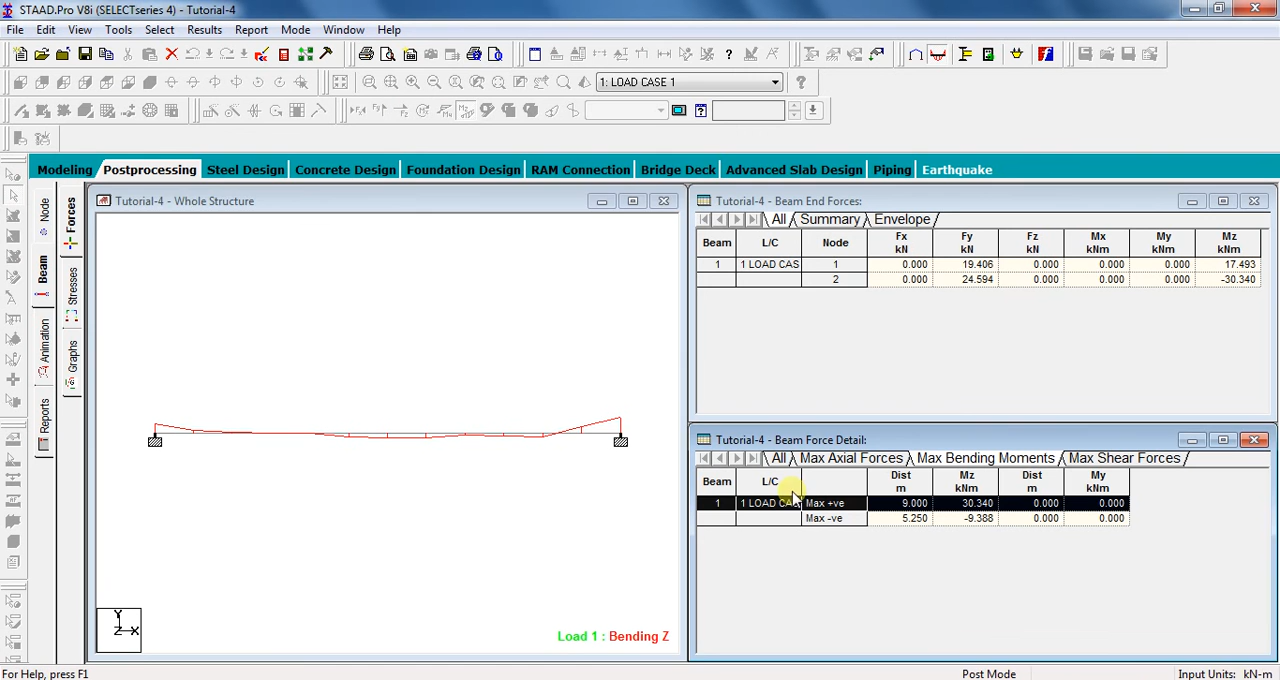 STAAD.Pro V8i (SELECTseries 4) - Tutorial-4
File Edit View Tools Select Results Report Mode Window Help
1: LOAD CASE 1
Modeling Postprocessing Steel Design Concrete Design Foundation Design RAM Connection Bridge Deck Advanced Slab Design Piping Earthquake
Node
Beam
Animation
Reports
Forces
Stresses
Graphs
Tutorial-4 - Whole Structure
Y
Z X
Load 1 : Bending Z
Tutorial-4 - Beam End Forces:
All Summary Envelope
Beam L/C Node Fx kN Fy kN Fz kN Mx kNm My kNm Mz kNm
1 1 LOAD CAS 1 0.000 19.406 0.000 0.000 0.000 17.493
2 0.000 24.594 0.000 0.000 0.000 -30.340
Tutorial-4 - Beam Force Detail:
All Max Axial Forces Max Bending Moments Max Shear Forces
Beam L/C Dist m Mz kNm Dist m My kNm
1 1 LOAD CAS Max +ve 9.000 30.340 0.000 0.000
Max -ve 5.250 -9.388 0.000 0.000
For Help, press F1
Post Mode
Input Units: kN-m